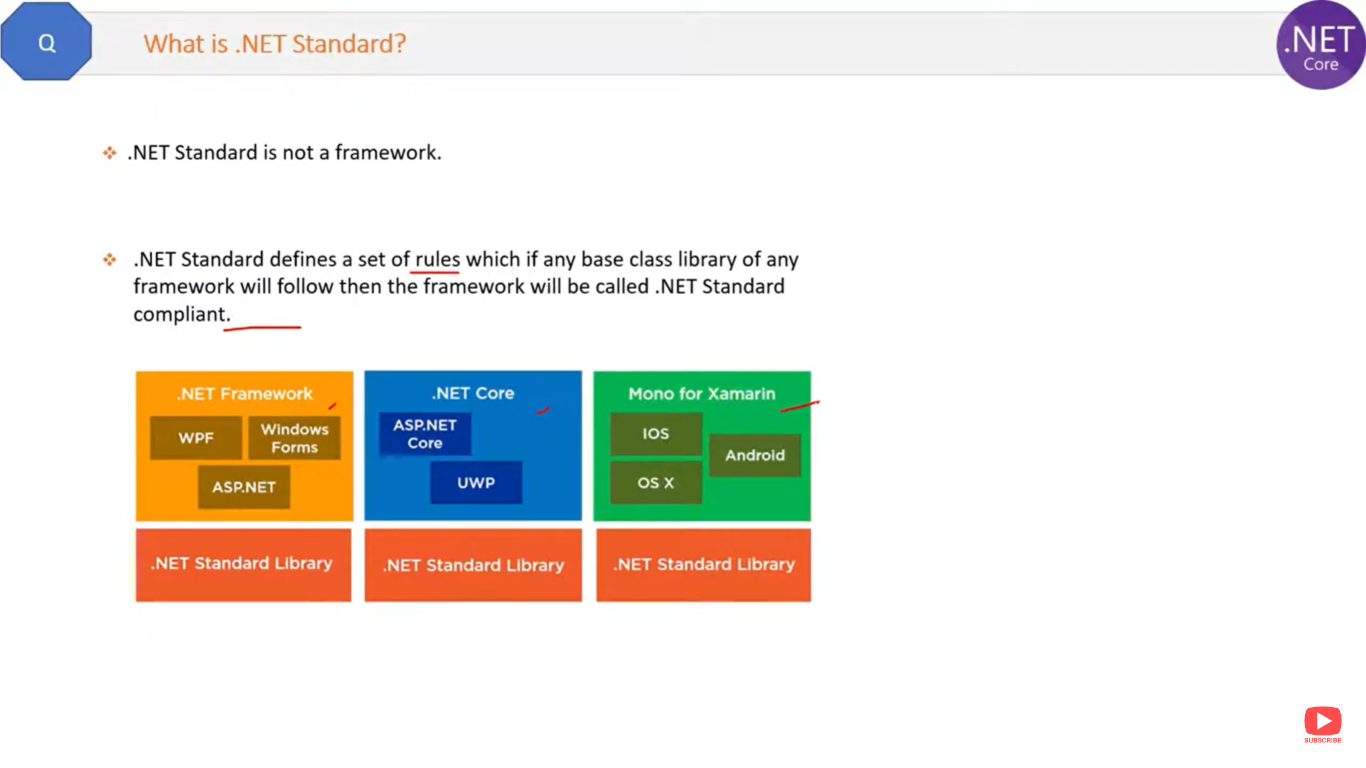 Q
What is .NET Standard?
.NET
Core
.NET Standard is not a framework.
.NET Standard defines a set of rules which if any base class library of any
framework will follow then the framework will be called .NET Standard
compliant.
.NET Framework
WPF
Windows
Forms
ASP.NET
.NET Core
ASP.NET
Core
UWP
Mono for Xamarin
IOS
Android
OS X
.NET Standard Library
.NET Standard Library
.NET Standard Library
SUBSCRIBE